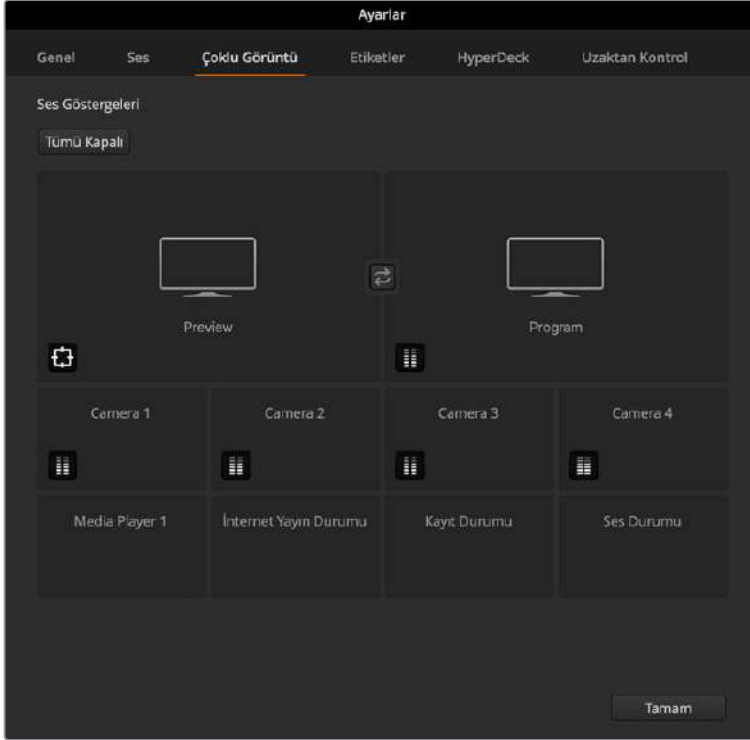 Ayarlar
Genel Ses Çoklu Görüntü Etiketler HyperDeck Uzaktan Kontrol
Ses Göstergeleri
Tümü Kapalı
Preview Program
Camera 1 Camera 2 Camera 3 Camera 4
Media Player 1 İnternet Yayın Durumu Kayıt Durumu Ses Durumu
Tamam